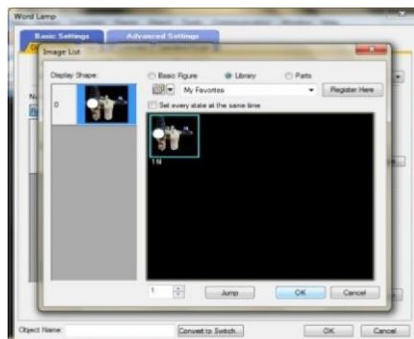 Word Lamp
Basic Settings Advanced Settings
Image List
Display Shape:
Basic Figure Library Parts
My Favorites Register Here
Set every state at the same time
0
1
1 Jump OK Cancel
Object Name: Convert to Switch... OK Cancel